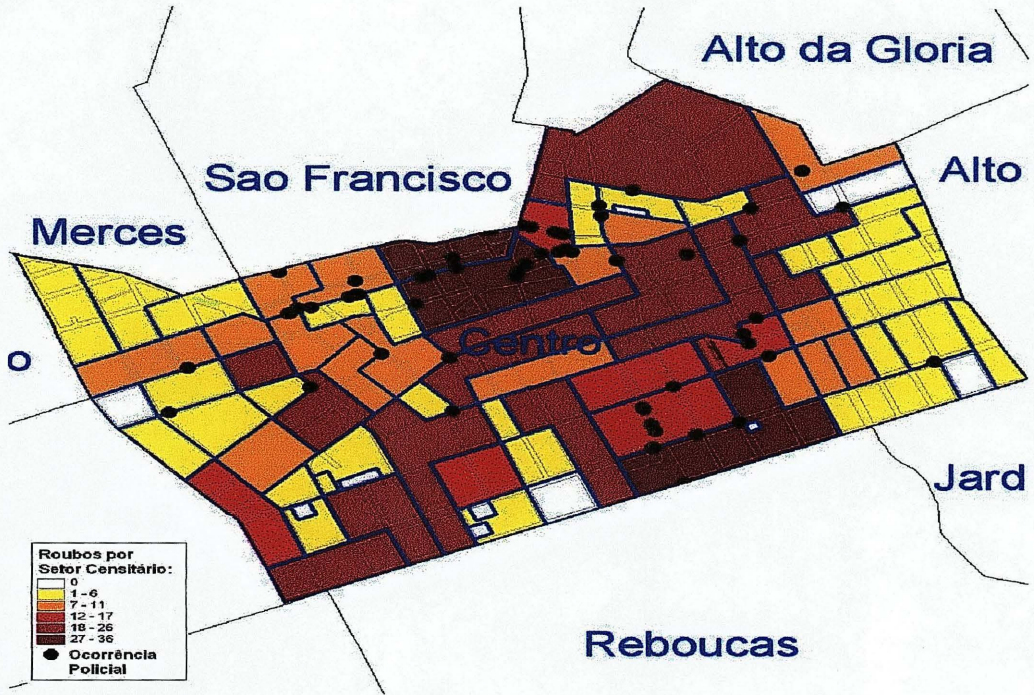 Alto da Gloria
Sao Francisco
Alto
Merces
Centro
o
Jard
Reboucas
Roubos por
Setor Censitário:
0
1 - 6
7 - 11
12 - 17
18 - 26
27 - 36
Ocorrência
Policial